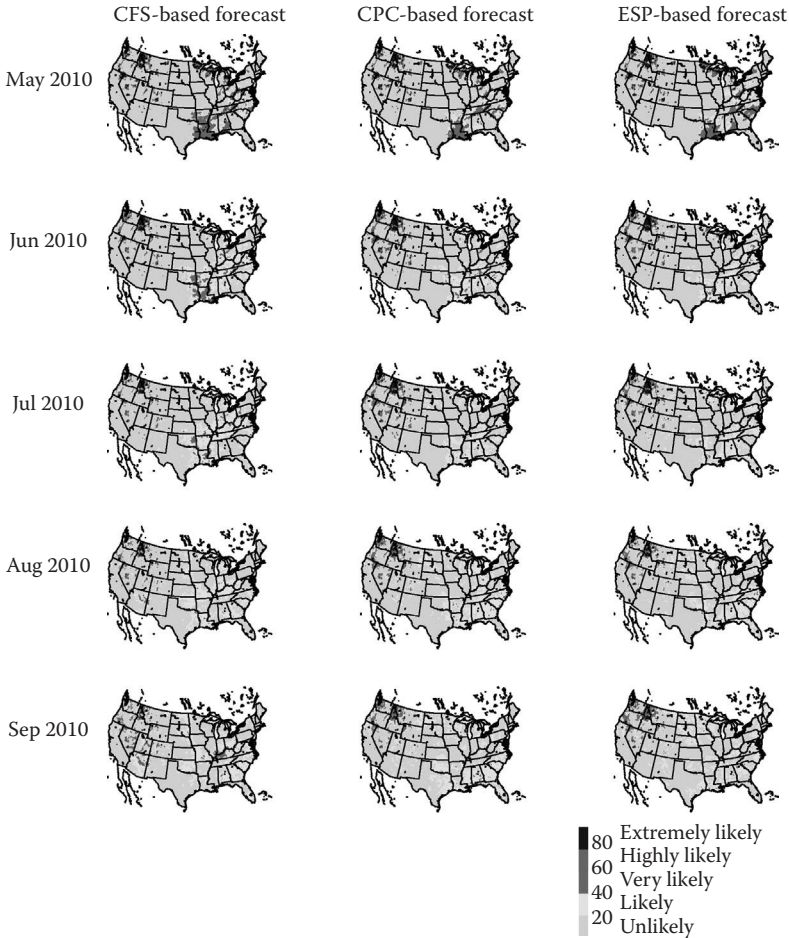 CFS-based forecast CPC-based forecast ESP-based forecast
May 2010
Jun 2010
Jul 2010
Aug 2010
Sep 2010
Extremely likely
80
Highly likely
60
Very likely
40
Likely
20
Unlikely